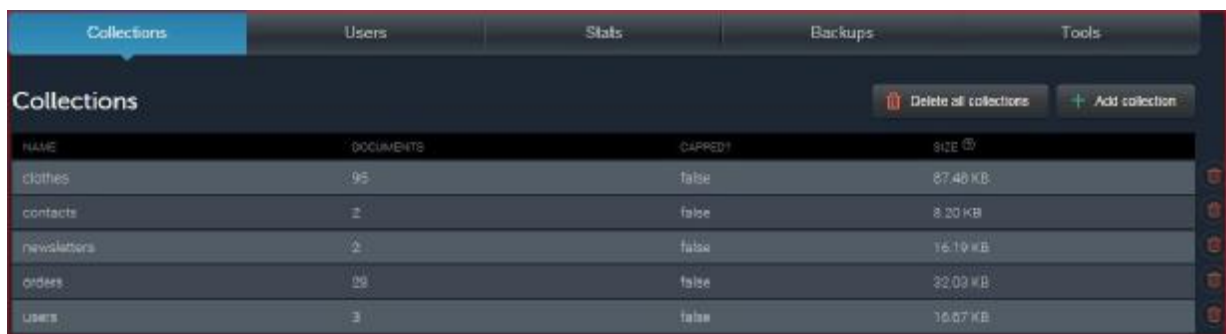 Collections Users Stats Backups Tools
Collections Delete all collections + Add collection
NAME DOCUMENTS CAPPED? SIZE
clothes 95 false 87.48 KB
contacts 2 false 8.20 KB
newsletters 2 false 16.19 KB
orders 29 false 32.03 KB
users 3 false 16.67 KB